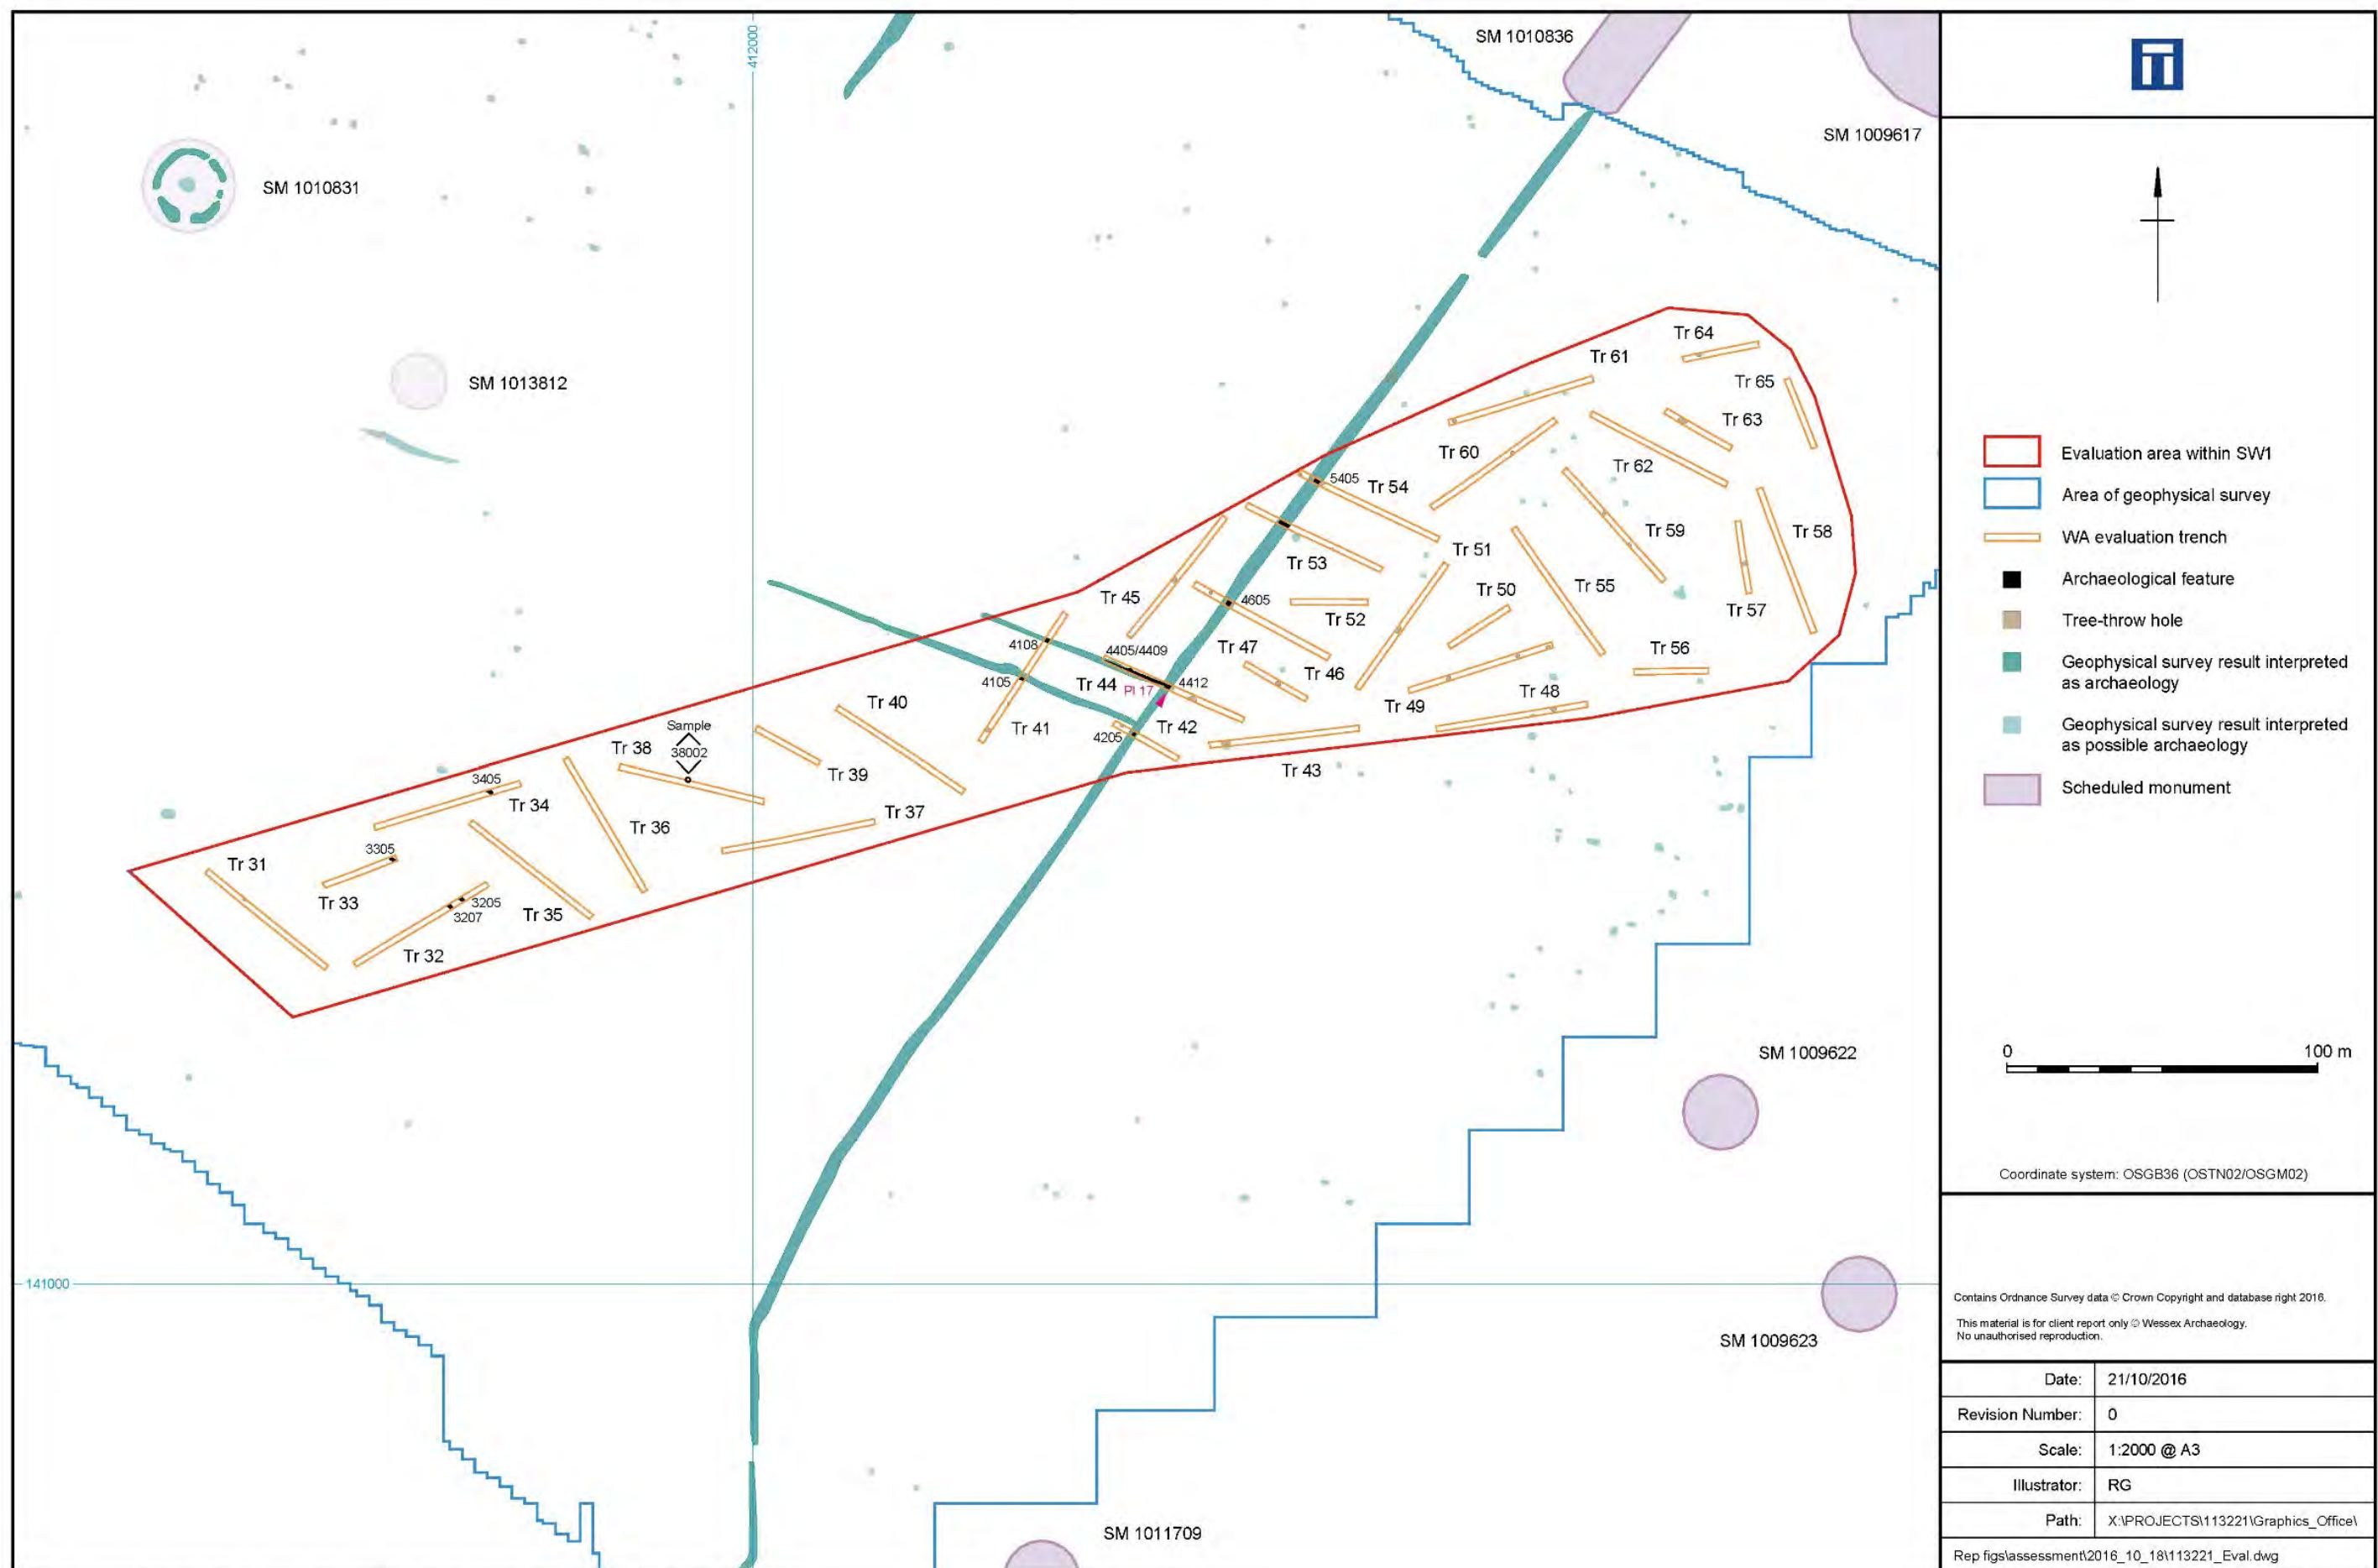 412000
SM 1010836
SM 1009617
SM 1010831
SM 1013812
Tr 64
Tr 61
Tr 65
Tr 63
Tr 60
Tr 62
5405
Tr 54
Tr 59
Tr 58
Tr 51
Tr 53
Tr 55
Tr 50
Tr 45
4605
Tr 57
Tr 52
4108
4405/4409
Tr 47
Tr 56
Tr 46
4105
Tr 44
Pl 17
4412
Tr 48
Tr 40
Tr 49
Tr 41
Tr 42
4205
Sample
38002
Tr 38
Tr 39
Tr 43
3405
Tr 34
Tr 37
Tr 36
3305
Tr 31
Tr 33
3205
3207
Tr 35
Tr 32
SM 1009622
141000
SM 1009623
SM 1011709
Evaluation area within SW1
Area of geophysical survey
WA evaluation trench
Archaeological feature
Tree-throw hole
Geophysical survey result interpreted
as archaeology
Geophysical survey result interpreted
as possible archaeology
Scheduled monument
0 100 m
Coordinate system: OSGB36 (OSTN02/OSGM02)
Contains Ordnance Survey data © Crown Copyright and database right 2016.
This material is for client report only © Wessex Archaeology.
No unauthorised reproduction.
Date: 21/10/2016
Revision Number: 0
Scale: 1:2000 @ A3
Illustrator: RG
Path: X:\PROJECTS\113221\Graphics_Office\
Rep figs\assessment\2016_10_18\113221_Eval.dwg